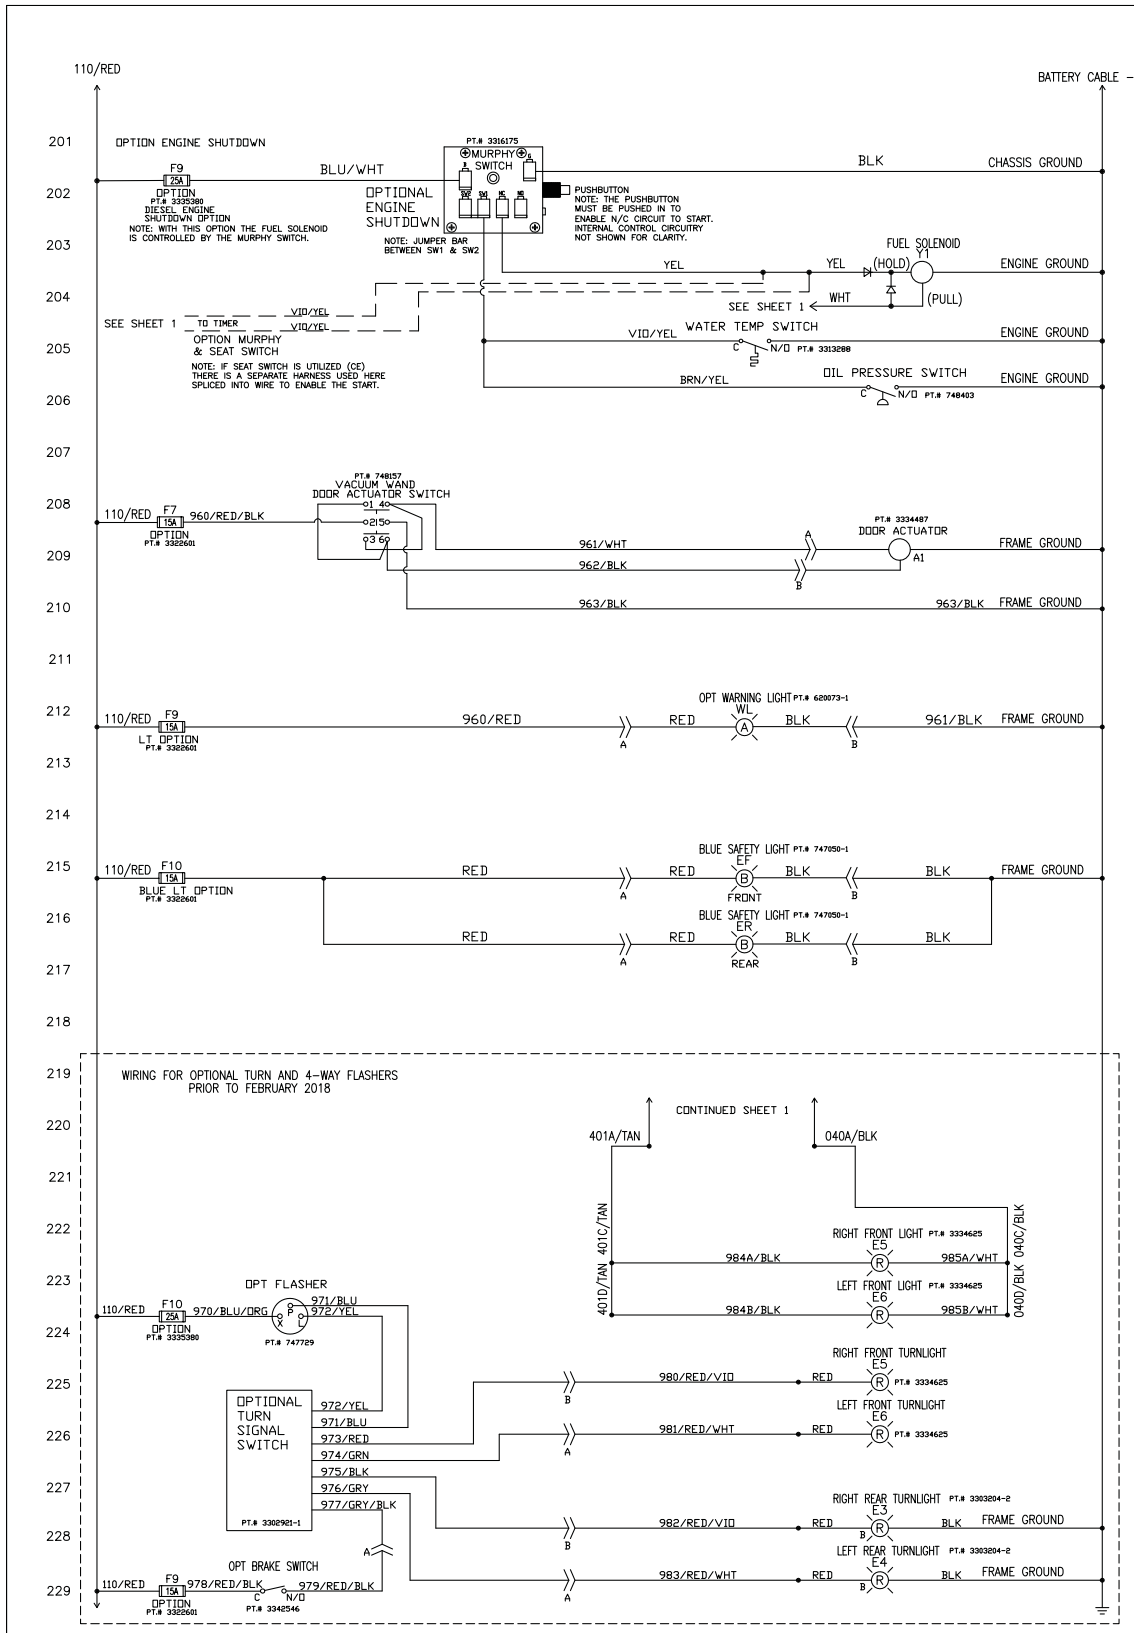 110/RED
BATTERY CABLE -
201
OPTION ENGINE SHUTDOWN
PT.# 3316175
MURPHY
SWITCH
B
G
SW2 SW1 NC NO
F9
25A
OPTION
PT.# 3335380
DIESEL ENGINE
SHUTDOWN OPTION
NOTE: WITH THIS OPTION THE FUEL SOLENOID
IS CONTROLLED BY THE MURPHY SWITCH.
BLU/WHT
BLK
CHASSIS GROUND
202
OPTIONAL
ENGINE
SHUTDOWN
PUSHBUTTON
NOTE: THE PUSHBUTTON
MUST BE PUSHED IN TO
ENABLE N/C CIRCUIT TO START.
INTERNAL CONTROL CIRCUITRY
NOT SHOWN FOR CLARITY.
203
NOTE: JUMPER BAR
BETWEEN SW1 & SW2
FUEL SOLENOID
Y1
YEL
YEL
(HOLD)
ENGINE GROUND
204
WHT
(PULL)
SEE SHEET 1
SEE SHEET 1
TO TIMER
VIO/YEL
VIO/YEL
OPTION MURPHY
& SEAT SWITCH
NOTE: IF SEAT SWITCH IS UTILIZED (CE)
THERE IS A SEPARATE HARNESS USED HERE
SPLICED INTO WIRE TO ENABLE THE START.
205
VIO/YEL
WATER TEMP SWITCH
C
N/O PT.# 3313288
ENGINE GROUND
BRN/YEL
OIL PRESSURE SWITCH
C
N/O PT.# 748403
ENGINE GROUND
206
207
208
PT.# 748157
VACUUM WAND
DOOR ACTUATOR SWITCH
1 4
2 5
3 6
110/RED
F7
15A
OPTION
PT.# 3322601
960/RED/BLK
PT.# 3334487
DOOR ACTUATOR
A1
209
961/WHT
A
FRAME GROUND
962/BLK
B
210
963/BLK
963/BLK
FRAME GROUND
211
212
OPT WARNING LIGHT PT.# 620073-1
WL
A
110/RED
F9
15A
LT OPTION
PT.# 3322601
960/RED
A
RED
BLK
B
961/BLK
FRAME GROUND
213
214
215
BLUE SAFETY LIGHT PT.# 747050-1
EF
B
FRONT
110/RED
F10
15A
BLUE LT OPTION
PT.# 3322601
RED
A
RED
BLK
B
BLK
FRAME GROUND
216
BLUE SAFETY LIGHT PT.# 747050-1
ER
B
REAR
RED
A
RED
BLK
B
BLK
217
218
219
WIRING FOR OPTIONAL TURN AND 4-WAY FLASHERS
PRIOR TO FEBRUARY 2018
220
CONTINUED SHEET 1
401A/TAN
040A/BLK
221
222
401C/TAN
040C/BLK
RIGHT FRONT LIGHT PT.# 3334625
E5
R
984A/BLK
985A/WHT
223
401D/TAN
040D/BLK
LEFT FRONT LIGHT PT.# 3334625
E6
R
984B/BLK
985B/WHT
OPT FLASHER
971/BLU
972/YEL
P
X
L
PT.# 747729
110/RED
F10
25A
OPTION
PT.# 3335380
970/BLU/ORG
224
225
RIGHT FRONT TURNLIGHT
E5
R
PT.# 3334625
B
980/RED/VIO
RED
OPTIONAL
TURN
SIGNAL
SWITCH
PT.# 3302921-1
972/YEL
971/BLU
973/RED
974/GRN
975/BLK
976/GRY
977/GRY/BLK
226
LEFT FRONT TURNLIGHT
E6
R
PT.# 3334625
A
981/RED/WHT
RED
227
RIGHT REAR TURNLIGHT PT.# 3303204-2
E3
B R
228
B
982/RED/VIO
RED
BLK
FRAME GROUND
A
OPT BRAKE SWITCH
LEFT REAR TURNLIGHT PT.# 3303204-2
E4
B R
A
983/RED/WHT
RED
BLK
FRAME GROUND
229
110/RED
F9
15A
OPTION
PT.# 3322601
978/RED/BLK
C
N/O
979/RED/BLK
PT.# 3342546